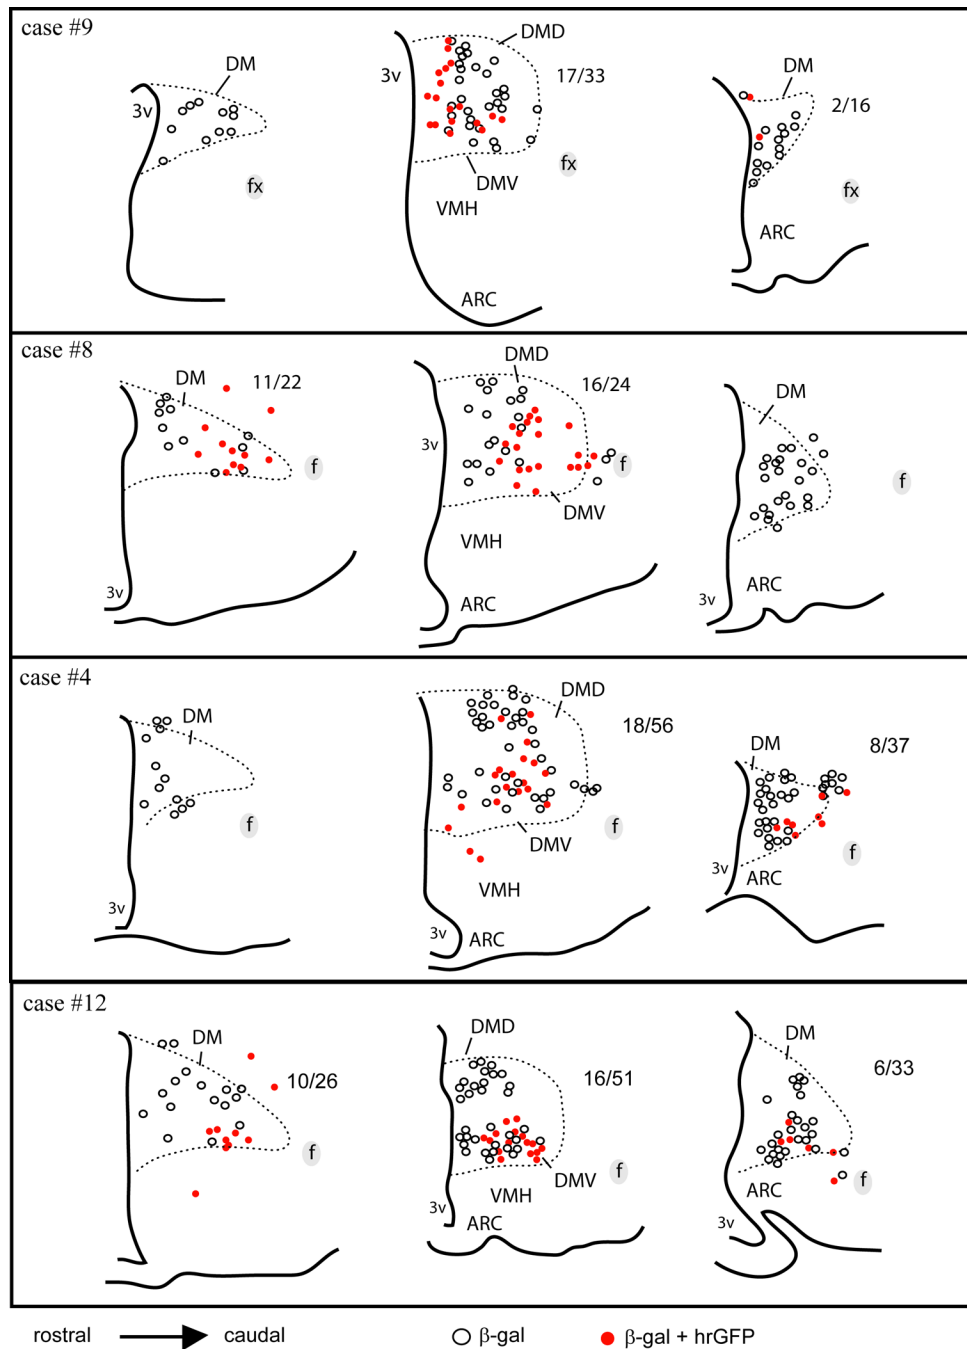 case #9
DM
3v
fx
DMD
3v
17/33
DMV
VMH
fx
ARC
DM
2/16
fx
ARC
case #8
DM
11/22
f
3v
DMD
16/24
3v
f
DMV
VMH
ARC
DM
f
3v
case #4
DM
f
3v
DMD
18/56
f
DMV
VMH
3v
ARC
8/37
DM
f
3v
ARC
case #12
DM
10/26
f
DMD
16/51
f
DMV
VMH
3v
ARC
DM
6/33
f
ARC
3v
ARC
rostral caudal β-gal β-gal + hrGFP